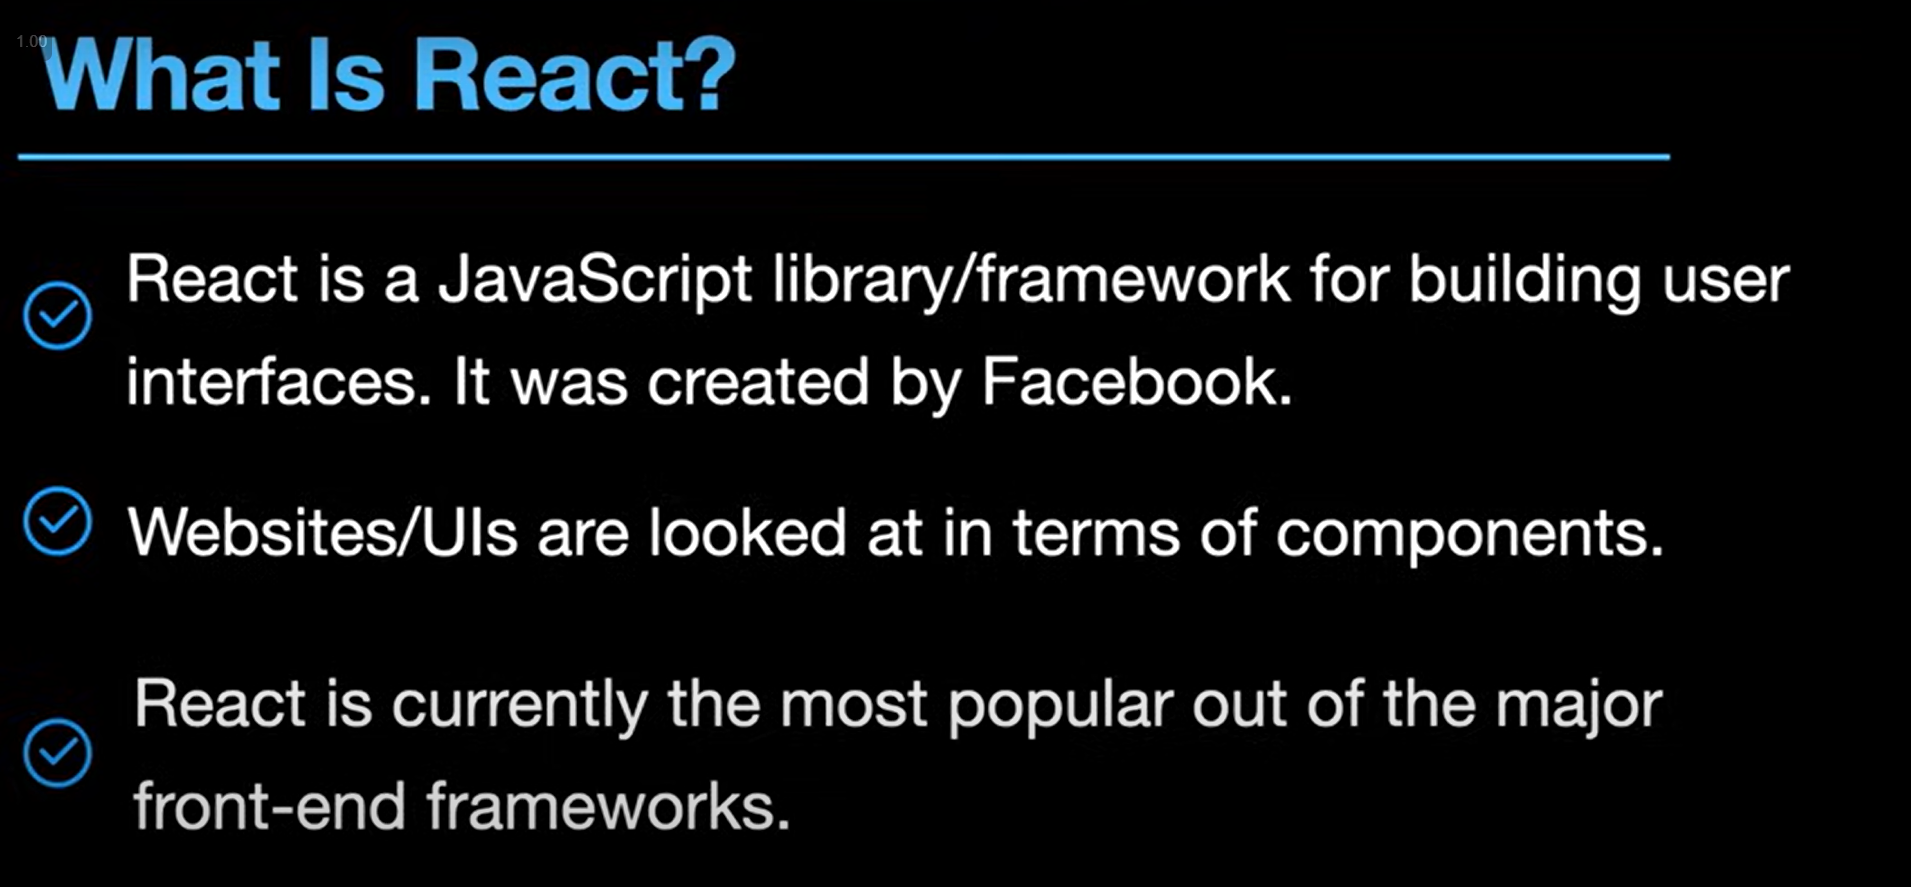 1.00
What Is React?
React is a JavaScript library/framework for building user
interfaces. It was created by Facebook.
Websites/UIs are looked at in terms of components.
React is currently the most popular out of the major
front-end frameworks.